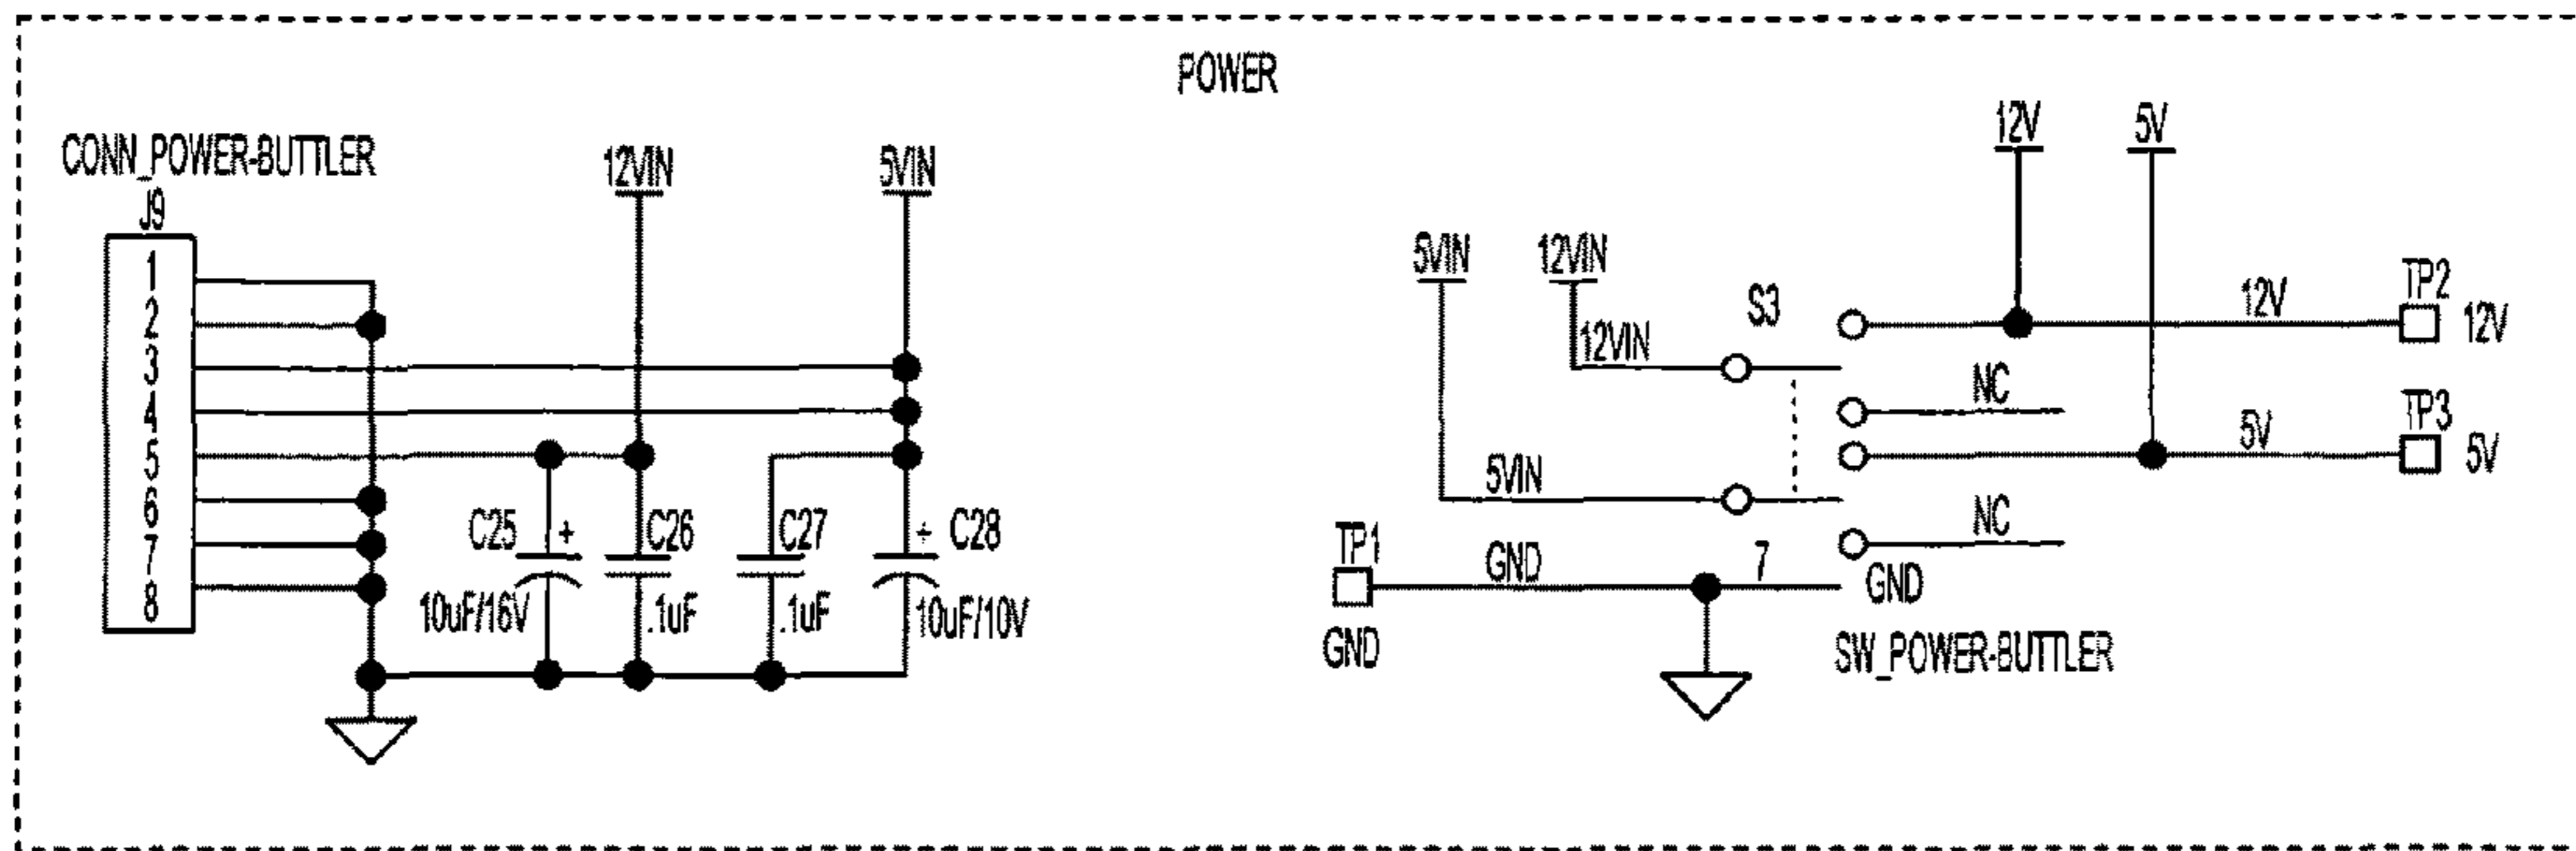 POWER
CONN_POWER-BUTTLER
J9
1
2
3
4
5
6
7
8
12VIN
5VIN
C25
+
10uF/16V
C26
.1uF
C27
.1uF
+
C28
10uF/10V
12V
5V
5VIN
12VIN
S3
12VIN
12V
TP2
12V
NC
5VIN
5V
TP3
5V
NC
TP1
GND
7
GND
GND
SW_POWER-BUTTLER